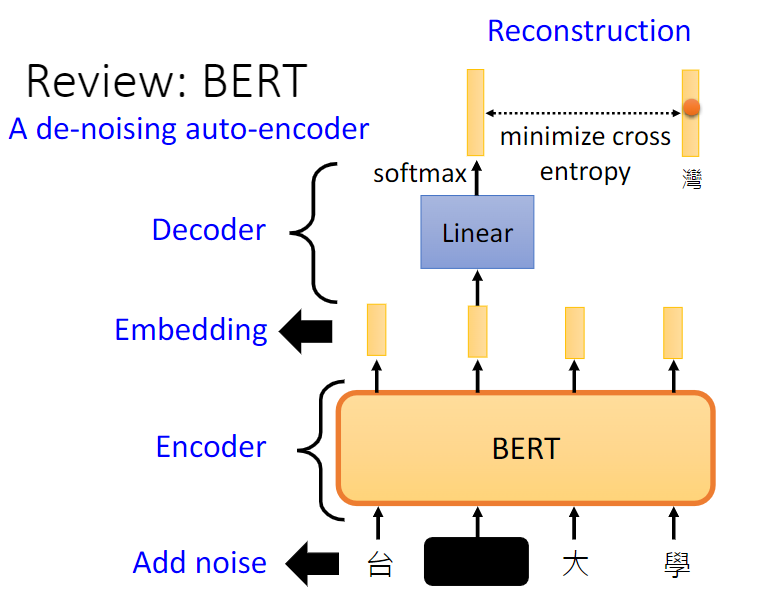 Reconstruction
Review: BERT
A de-noising auto-encoder
minimize cross
entropy
softmax
灣
Decoder
Linear
Embedding
Encoder
BERT
Add noise
台 大 學